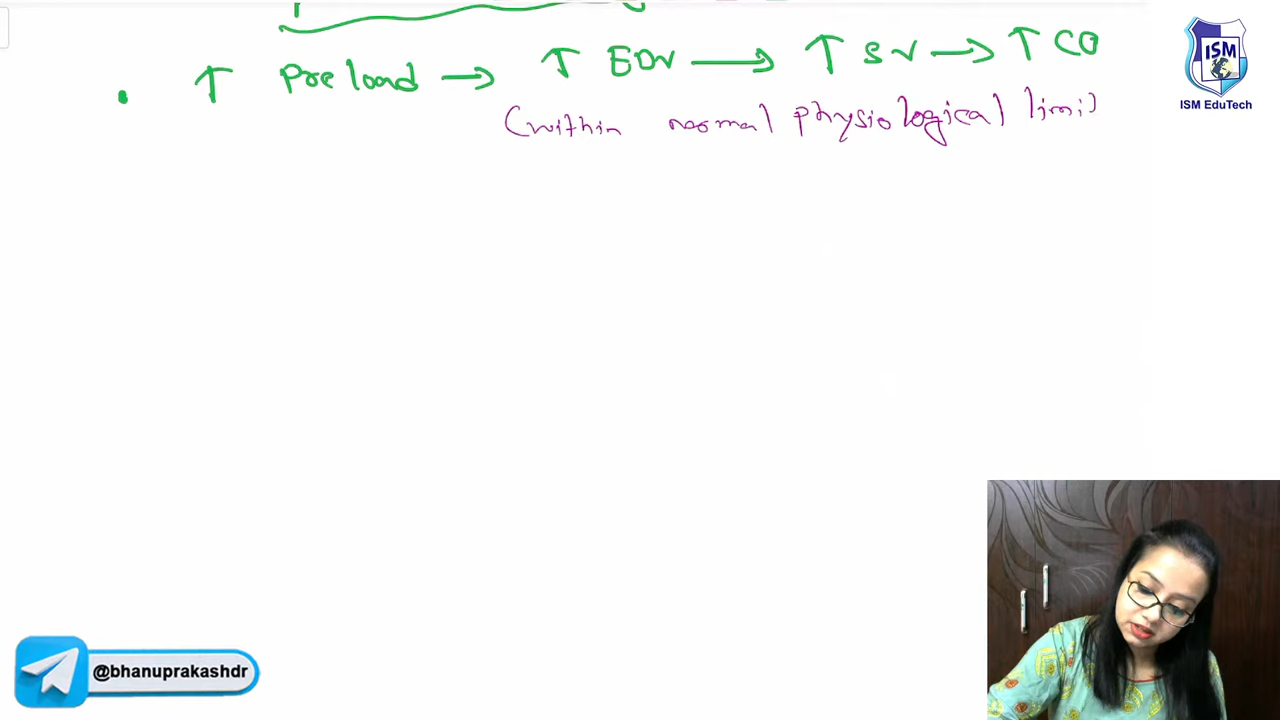 • ↑ Preload → ↑ EDV → ↑ SV → ↑ CO
(within normal physiological limit)
ISM
ISM EduTech
@bhanuprakashdr